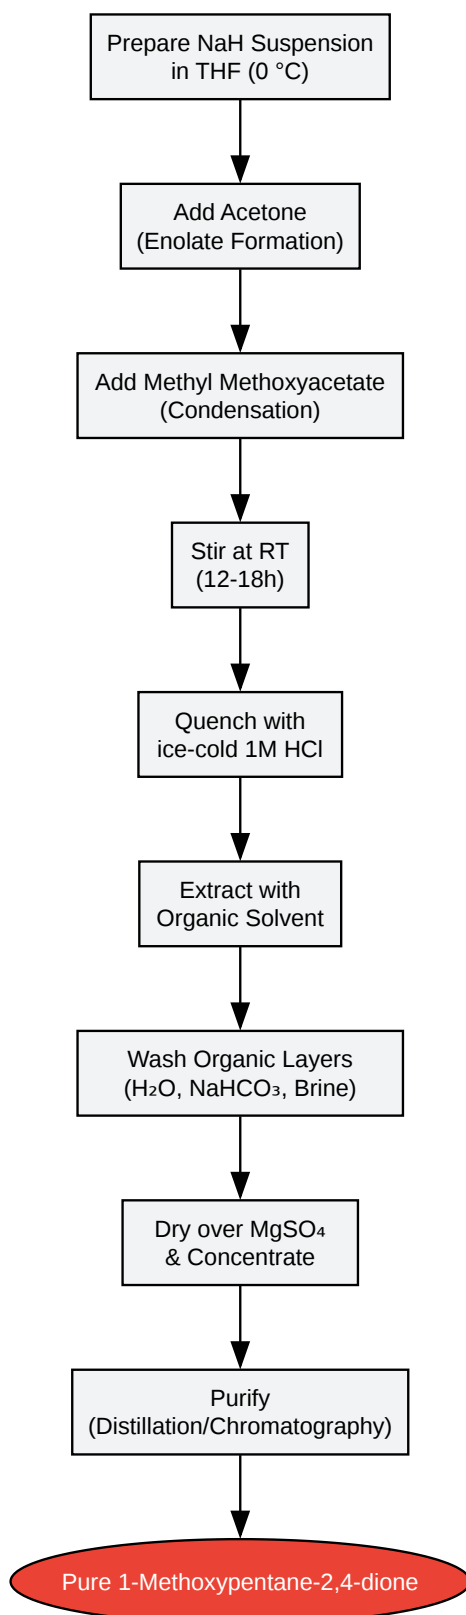 Prepare NaH Suspension
in THF (0 °C)
Add Acetone
(Enolate Formation)
Add Methyl Methoxyacetate
(Condensation)
Stir at RT
(12-18h)
Quench with
ice-cold 1M HCl
Extract with
Organic Solvent
Wash Organic Layers
(H₂O, NaHCO₃, Brine)
Dry over MgSO₄
& Concentrate
Purify
(Distillation/Chromatography)
Pure 1-Methoxypentane-2,4-dione